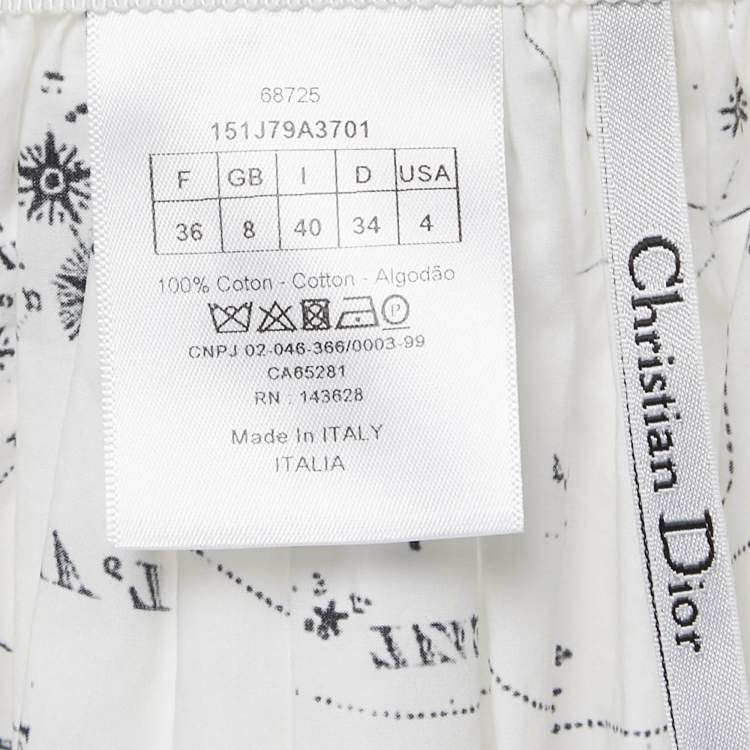 68725
151J79A3701
F GB I D USA
36 8 40 34 4
100% Coton - Cotton - Algodão
P
CNPJ 02-046-366/0003-99
CA65281
RN : 143628
Made In ITALY
ITALIA
Christian Dior